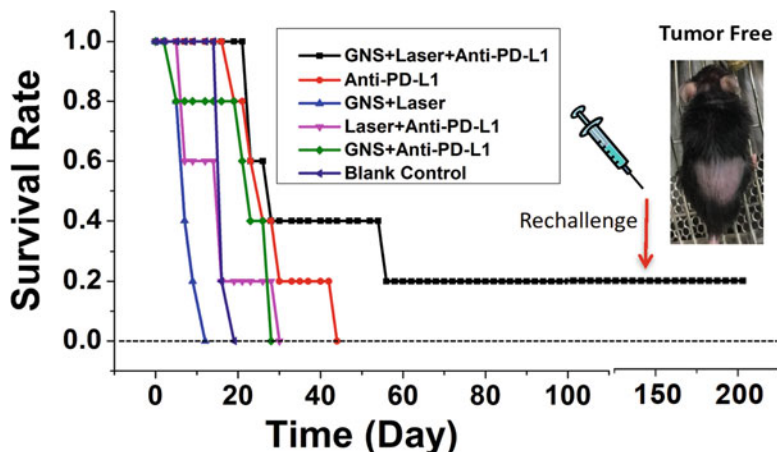 Survival Rate
1.0
0.8
0.6
0.4
0.2
0.0
GNS+Laser+Anti-PD-L1
Anti-PD-L1
GNS+Laser
Laser+Anti-PD-L1
GNS+Anti-PD-L1
Blank Control
Tumor Free
Rechallenge
0 20 40 60 80 100 150 200
Time (Day)